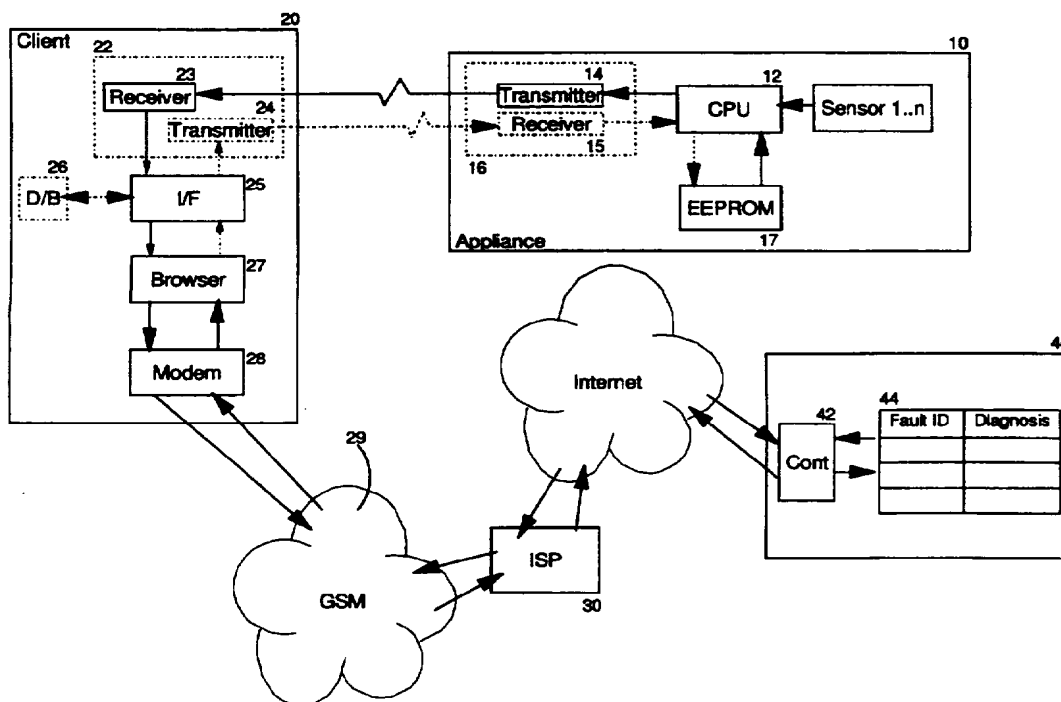 Client
20
22
23
Receiver
24
Transmitter
26
D/B
25
I/F
27
Browser
28
Modem
10
14
Transmitter
Receiver
15
16
12
CPU
Sensor 1..n
EEPROM
17
Appliance
Internet
42
Cont
44
Fault ID
Diagnosis
29
GSM
ISP
30